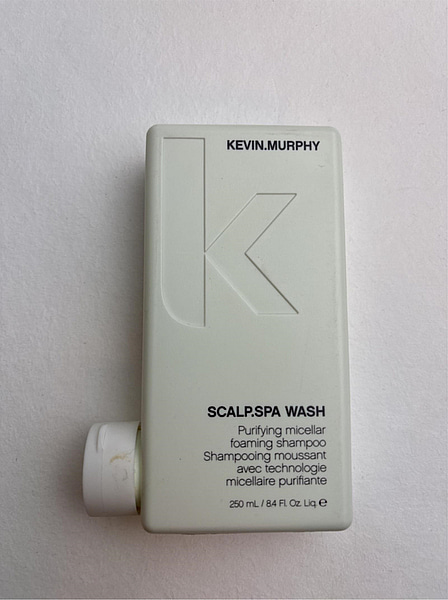 KEVIN.MURPHY
k
SCALP.SPA WASH
Purifying micellar
foaming shampoo
Shampooing moussant
avec technologie
micellaire purifiante
250 mL / 8.4 Fl. Oz. Liq. ℮